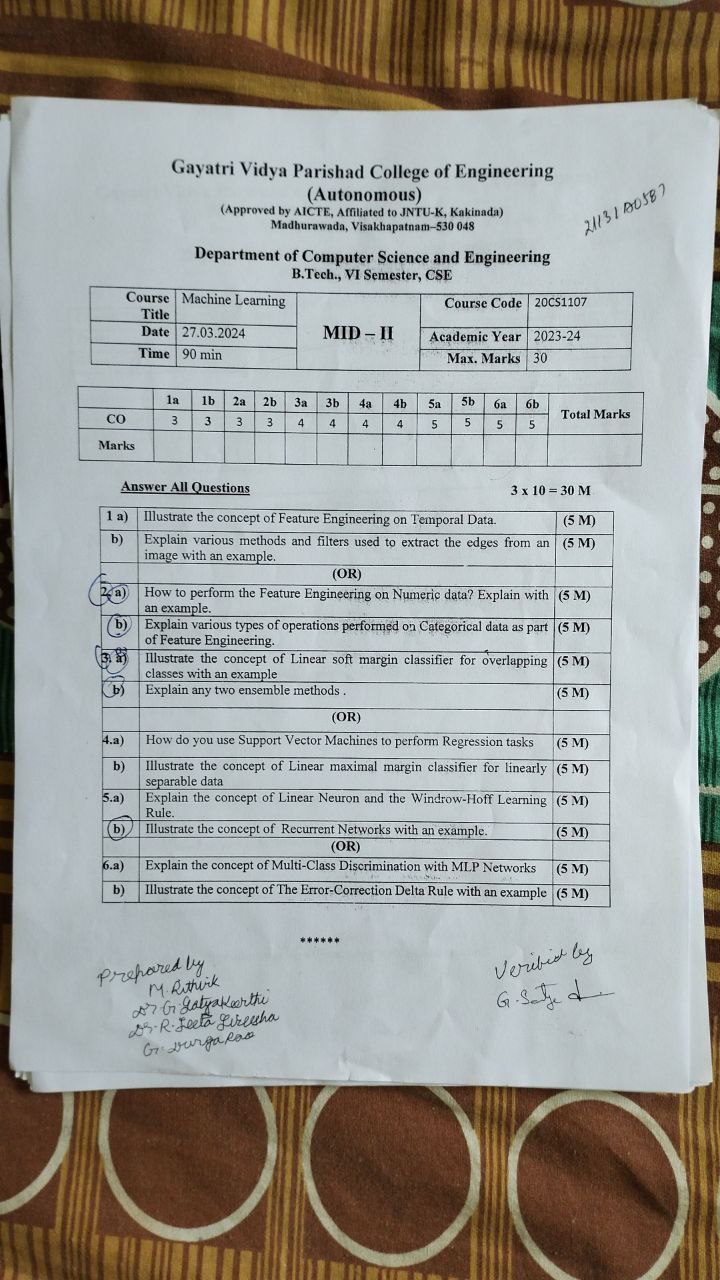 Gayatri Vidya Parishad College of Engineering
(Autonomous)
(Approved by AICTE, Affiliated to JNTU-K, Kakinada)
Madhurawada, Visakhapatnam–530 048
21131A0587
Department of Computer Science and Engineering
B.Tech., VI Semester, CSE
Course Title Machine Learning MID – II Course Code 20CS1107
Date 27.03.2024 Academic Year 2023-24
Time 90 min Max. Marks 30
1a 1b 2a 2b 3a 3b 4a 4b 5a 5b 6a 6b Total Marks
CO 3 3 3 3 4 4 4 4 5 5 5 5
Marks
Answer All Questions 3 x 10 = 30 M
1 a) Illustrate the concept of Feature Engineering on Temporal Data. (5 M)
b) Explain various methods and filters used to extract the edges from an (5 M)
image with an example.
(OR)
2. a) How to perform the Feature Engineering on Numeric data? Explain with (5 M)
an example.
b) Explain various types of operations performed on Categorical data as part (5 M)
of Feature Engineering.
3. a) Illustrate the concept of Linear soft margin classifier for overlapping (5 M)
classes with an example
b) Explain any two ensemble methods . (5 M)
(OR)
4.a) How do you use Support Vector Machines to perform Regression tasks (5 M)
b) Illustrate the concept of Linear maximal margin classifier for linearly (5 M)
separable data
5.a) Explain the concept of Linear Neuron and the Windrow-Hoff Learning (5 M)
Rule.
b) Illustrate the concept of Recurrent Networks with an example. (5 M)
(OR)
6.a) Explain the concept of Multi-Class Discrimination with MLP Networks (5 M)
b) Illustrate the concept of The Error-Correction Delta Rule with an example (5 M)
******
Prepared by
M. Rithvik
Dr. G. Satyakeerthi
Dr. R. Seeta Sireesha
G. Durga Rao
Verified by
G.